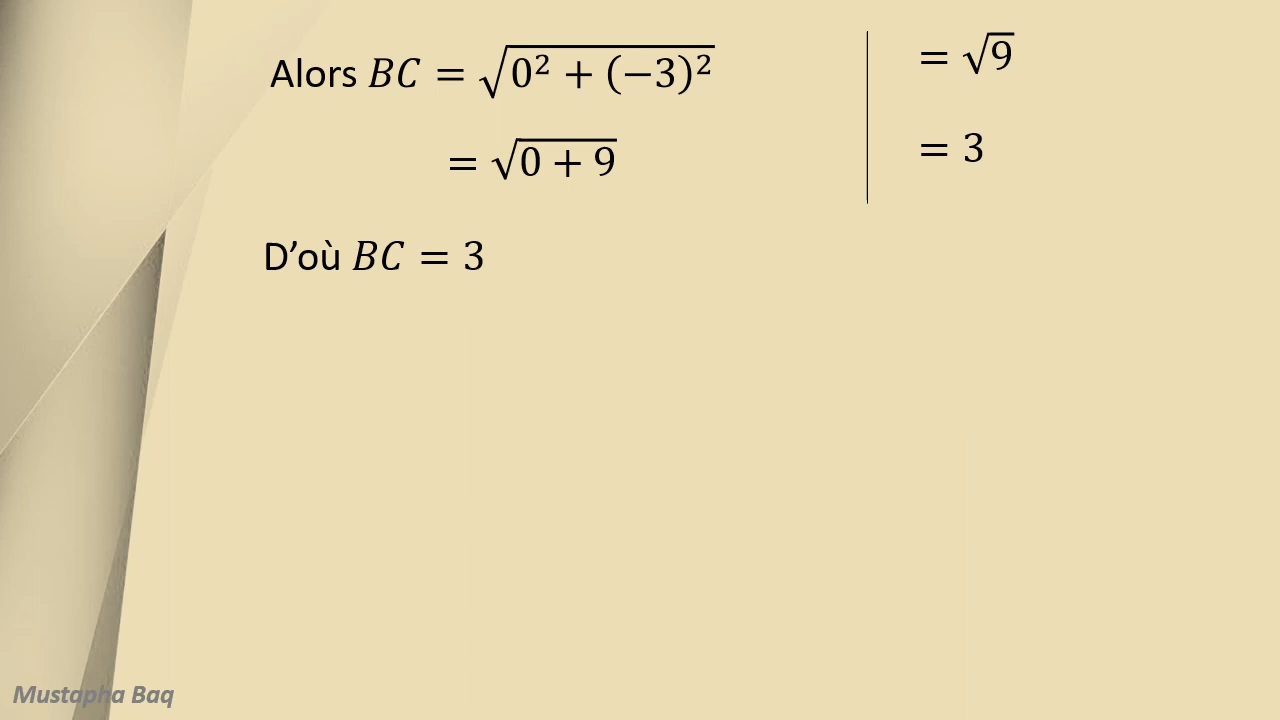 Alors BC = √(0² + (−3)²)
= √(0 + 9)
= √9
= 3
D’où BC = 3
Mustapha Baq